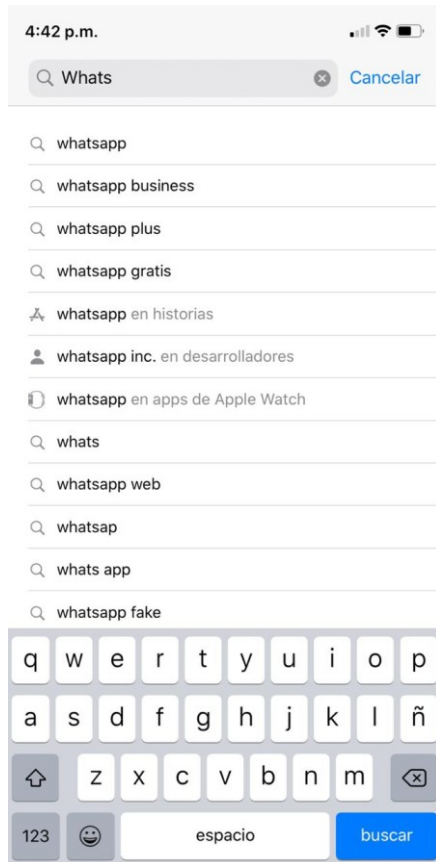 4:42 p.m.
Whats Cancelar
whatsapp
whatsapp business
whatsapp plus
whatsapp gratis
whatsapp en historias
whatsapp inc. en desarrolladores
whatsapp en apps de Apple Watch
whats
whatsapp web
whatsap
whats app
whatsapp fake
q w e r t y u i o p
a s d f g h j k l ñ
z x c v b n m
123 espacio buscar